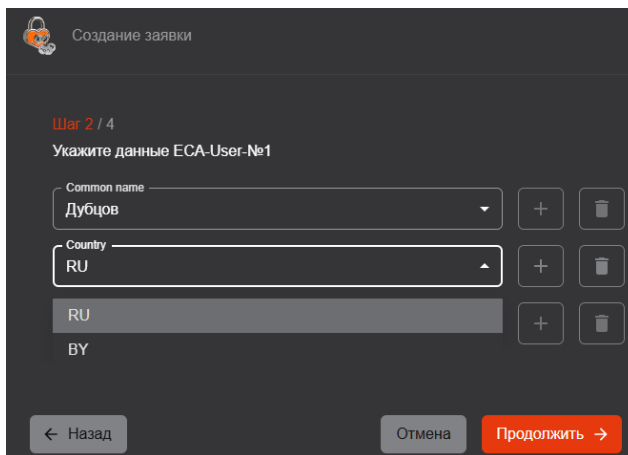 Создание заявки
Шаг 2 / 4
Укажите данные ECA-User-№1
Common name
Дубцов
Country
RU
RU
BY
Назад
Отмена
Продолжить